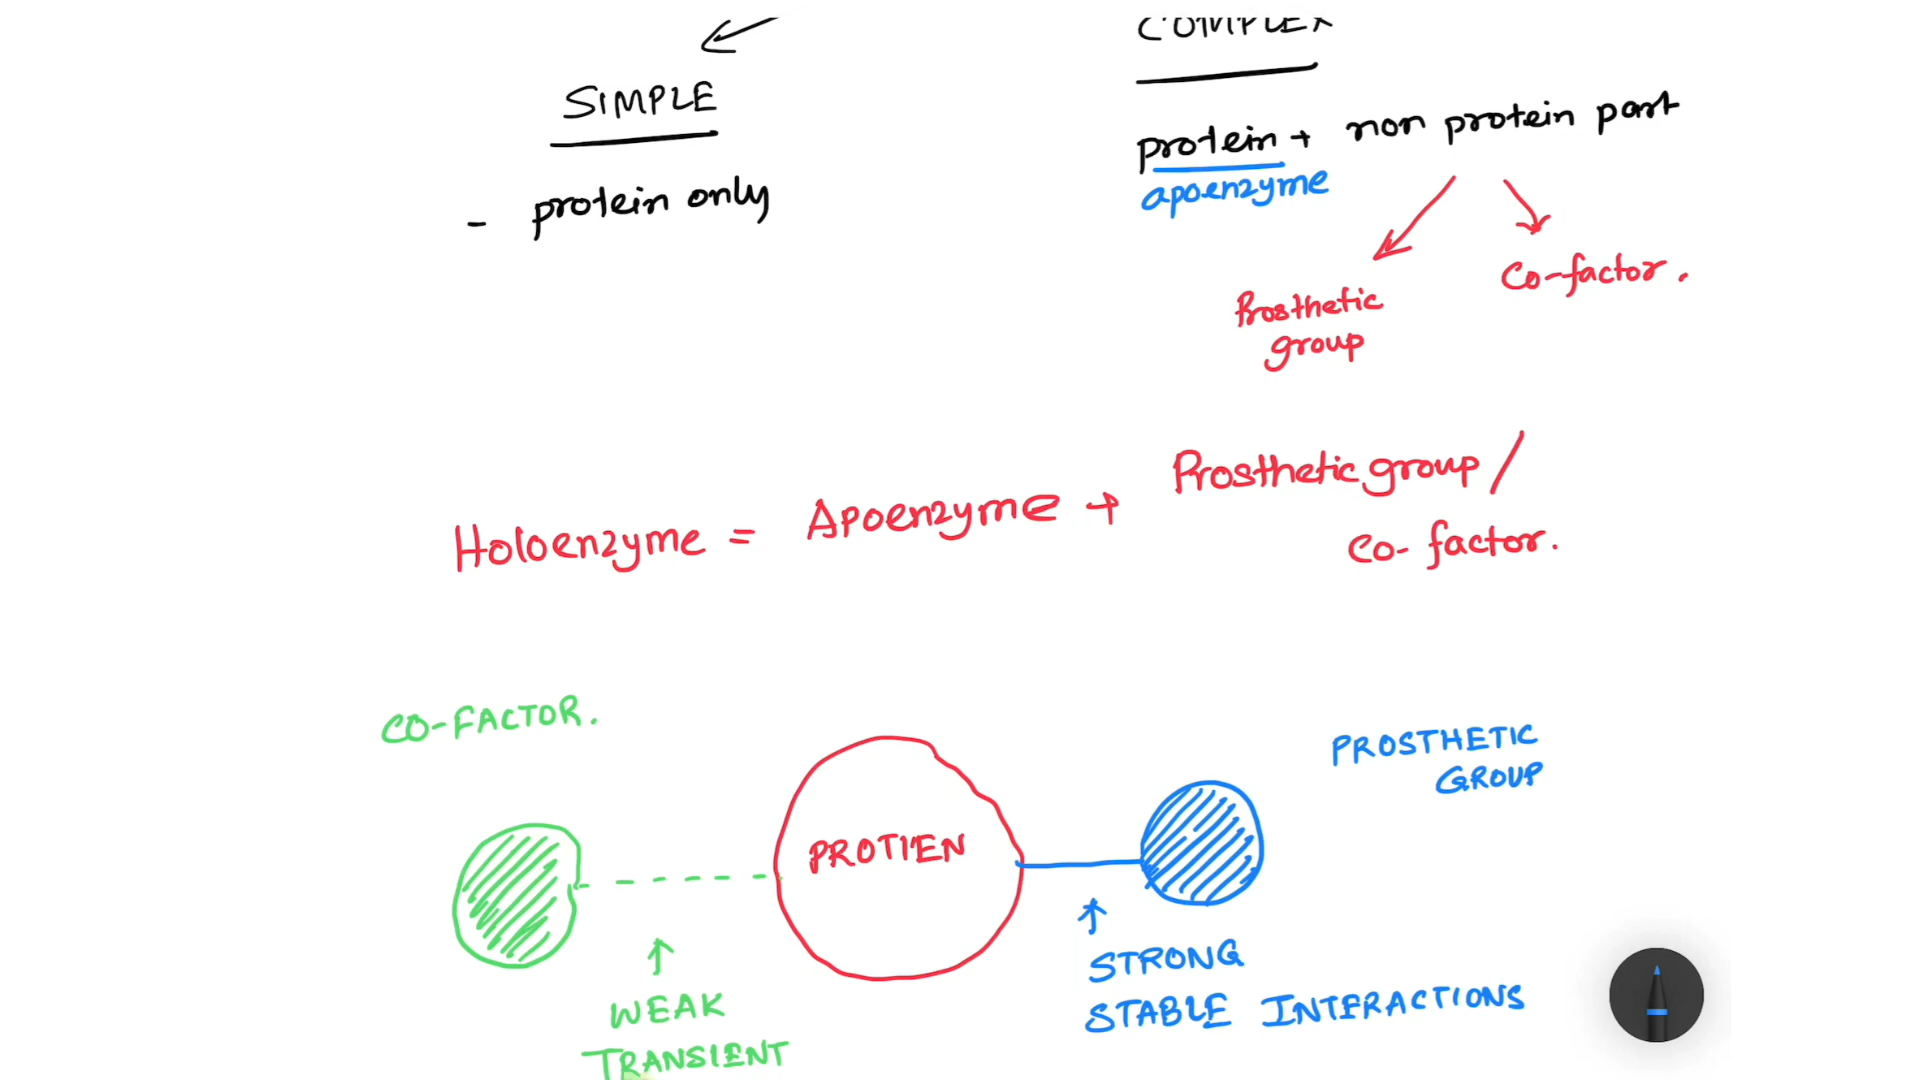 COMPLEX
SIMPLE
protein + non protein part
apoenzyme
- protein only
Co-factor.
Prosthetic
group
Prosthetic group /
Holoenzyme = Apoenzyme +
Co-factor.
CO-FACTOR.
PROSTHETIC
GROUP
PROTIEN
STRONG
STABLE INTERACTIONS
WEAK
TRANSIENT